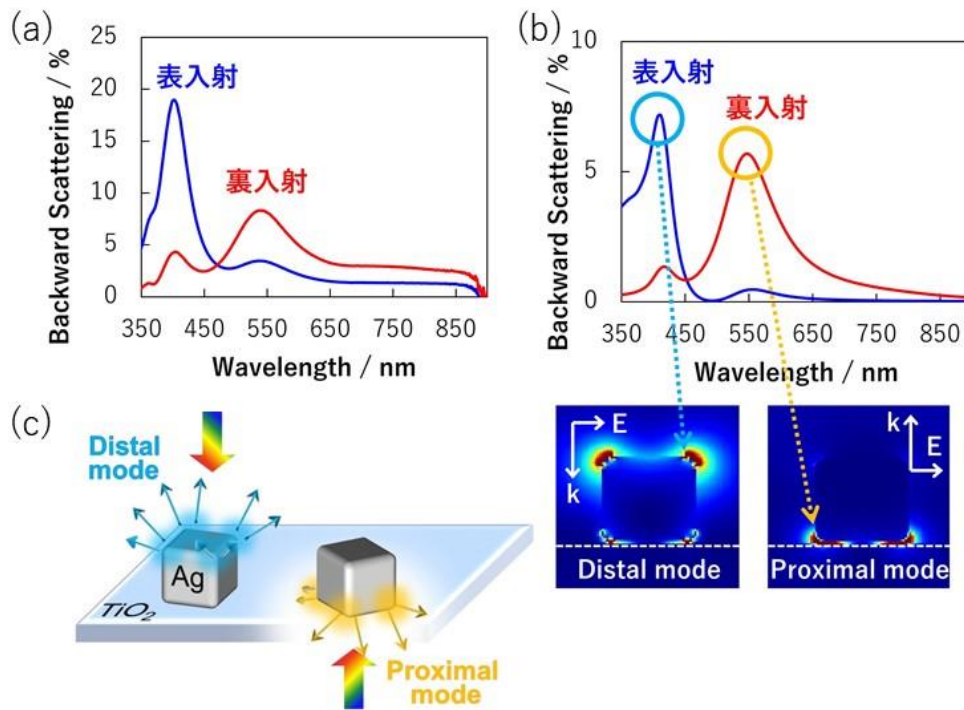 (a)
25
20
15
10
5
0
Backward Scattering / %
表入射
裏入射
350 450 550 650 750 850
Wavelength / nm
(b)
10
5
0
Backward Scattering / %
表入射
裏入射
350 450 550 650 750 850
Wavelength / nm
E
k
Distal mode
k
E
Proximal mode
(c)
Distal
mode
Ag
TiO2
Proximal
mode